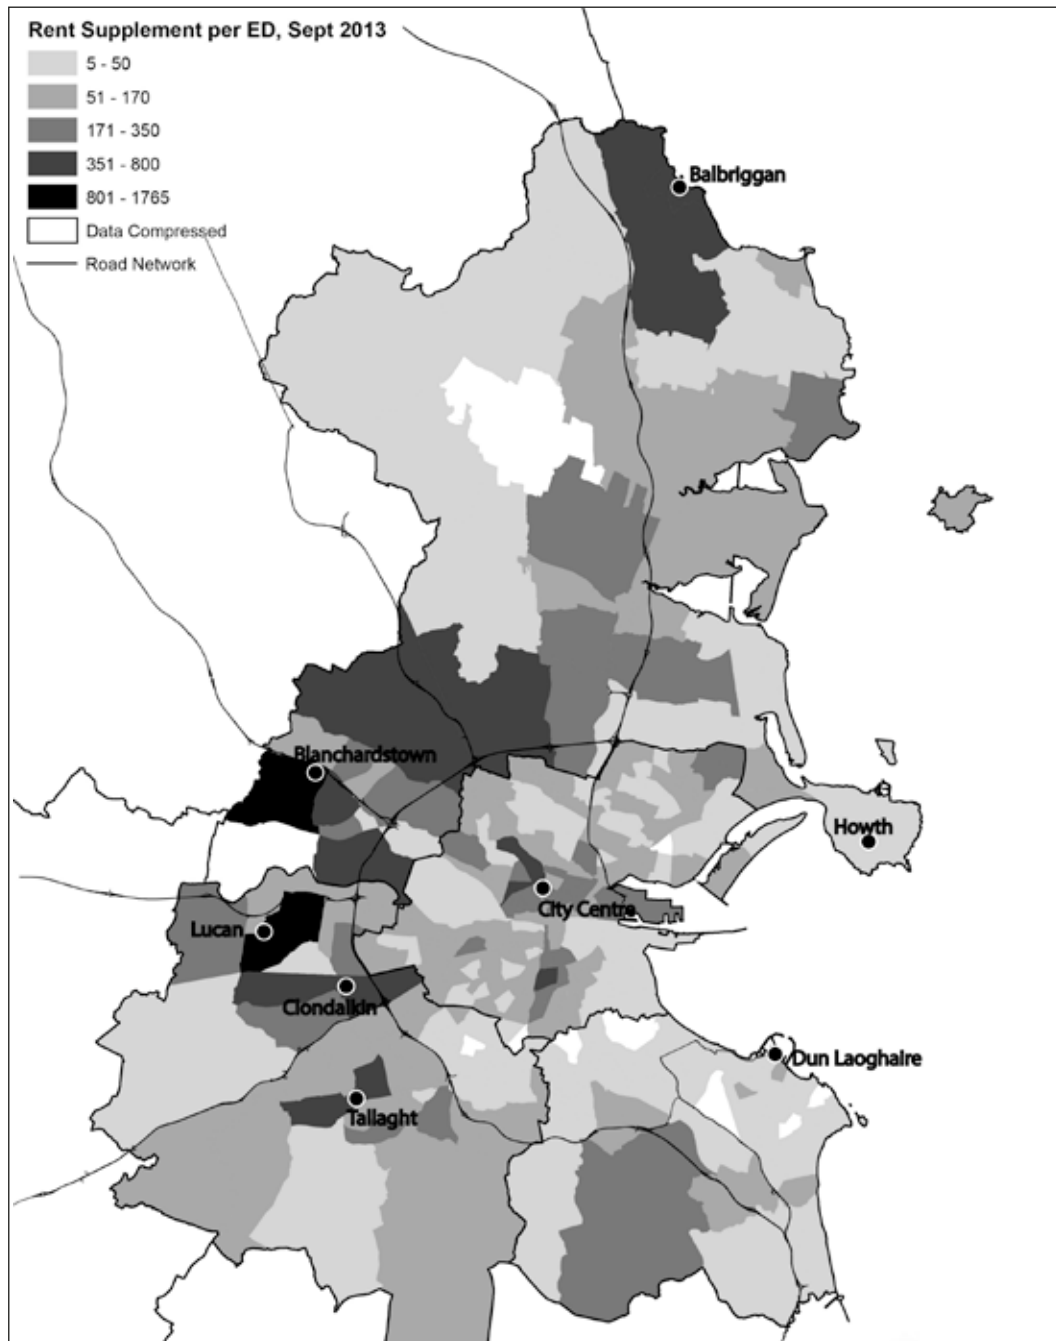 Rent Supplement per ED, Sept 2013
5 - 50
51 - 170
171 - 350
351 - 800
801 - 1765
Data Compressed
Road Network
Balbriggan
Blanchardstown
Howth
City Centre
Lucan
Clondalkin
Dun Laoghaire
Tallaght